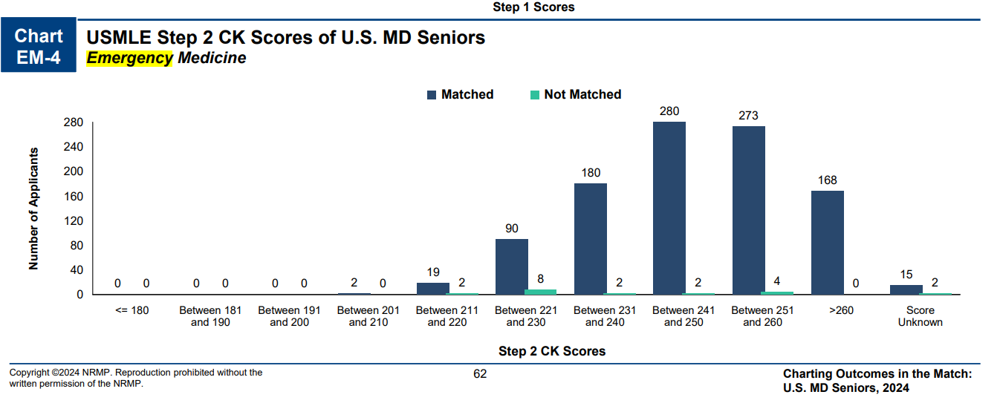 Step 1 Scores
Chart
EM-4
USMLE Step 2 CK Scores of U.S. MD Seniors
Emergency Medicine
Matched Not Matched
Number of Applicants
280
240
200
160
120
80
40
0
0 0 0 0 0 0 2 0 19 2 90 8 180 2 280 2 273 4 168 0 15 2
<= 180 Between 181 Between 191 Between 201 Between 211 Between 221 Between 231 Between 241 Between 251 >260 Score
and 190 and 200 and 210 and 220 and 230 and 240 and 250 and 260 Unknown
Step 2 CK Scores
Copyright ©2024 NRMP. Reproduction prohibited without the
written permission of the NRMP.
62
Charting Outcomes in the Match:
U.S. MD Seniors, 2024